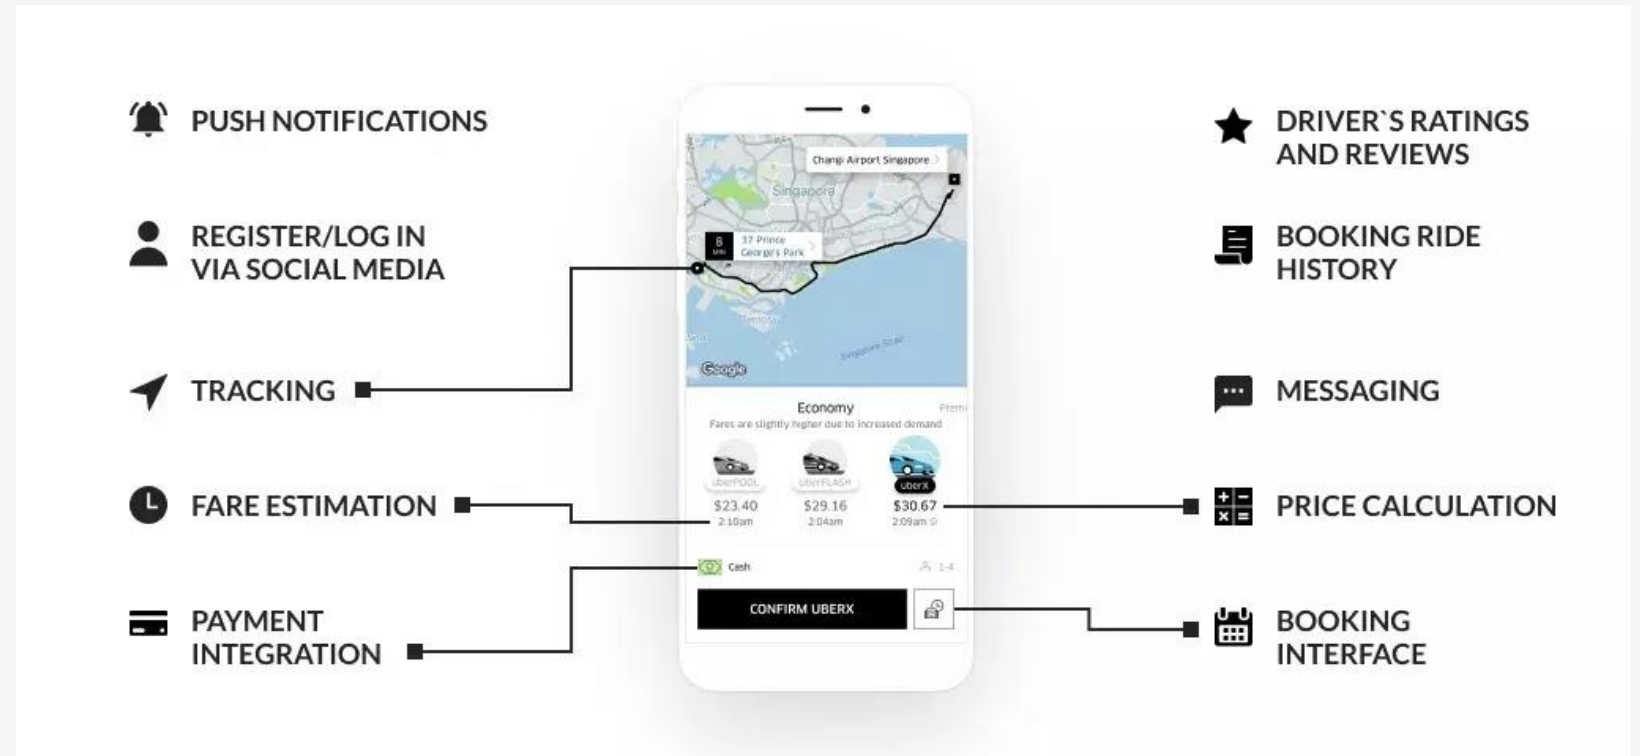 PUSH NOTIFICATIONS
REGISTER/LOG IN
VIA SOCIAL MEDIA
TRACKING
FARE ESTIMATION
PAYMENT
INTEGRATION
Changi Airport Singapore
Singapore
8
MIN
37 Prince
George's Park
Google
Economy
Premi
Fares are slightly higher due to increased demand
uberPOOL
uberFLASH
uberX
$23.40
$29.16
$30.67
2:10am
2:04am
2:09am
Cash
1-4
CONFIRM UBERX
DRIVER`S RATINGS
AND REVIEWS
BOOKING RIDE
HISTORY
MESSAGING
PRICE CALCULATION
BOOKING
INTERFACE